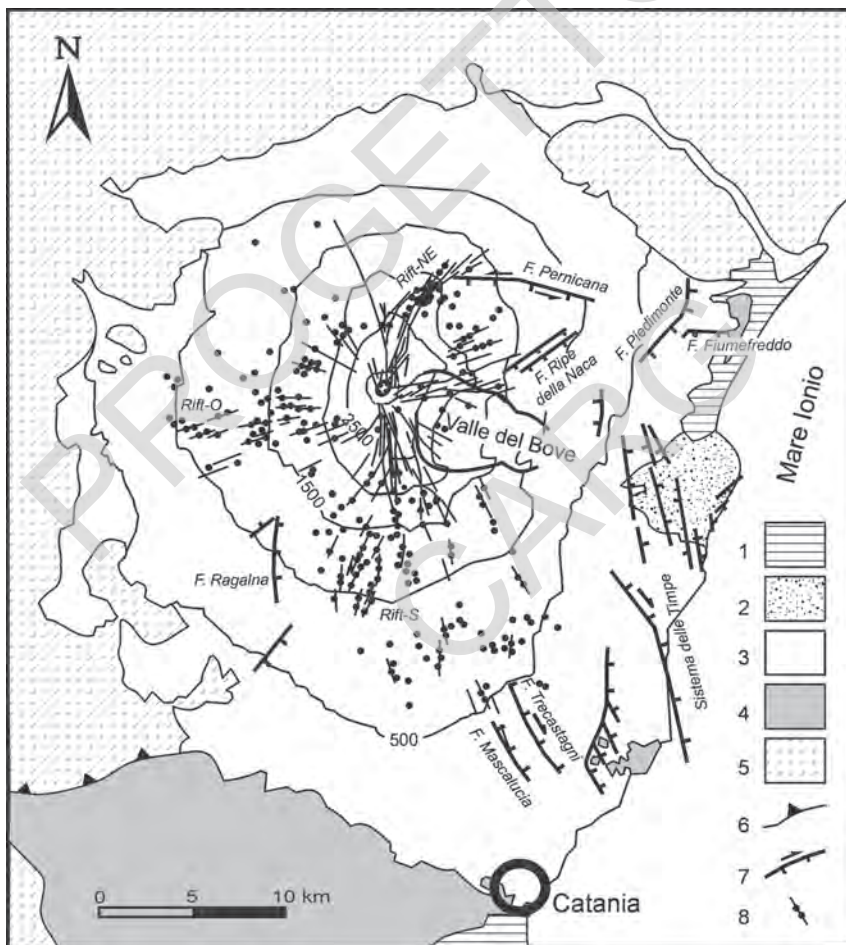 PROGETTO
CARG
N
Rift-NE
F. Pernicana
F. Piedimonte
F. Fiumefreddo
F. Ripe
della Naca
Rift-O
2500
Valle del Bove
Mare Ionio
1500
F. Ragalna
Rift-S
Sistema delle Timpe
F. Trecastagni
F. Mascalucia
500
1
2
3
4
5
6
7
8
0 5 10 km
Catania